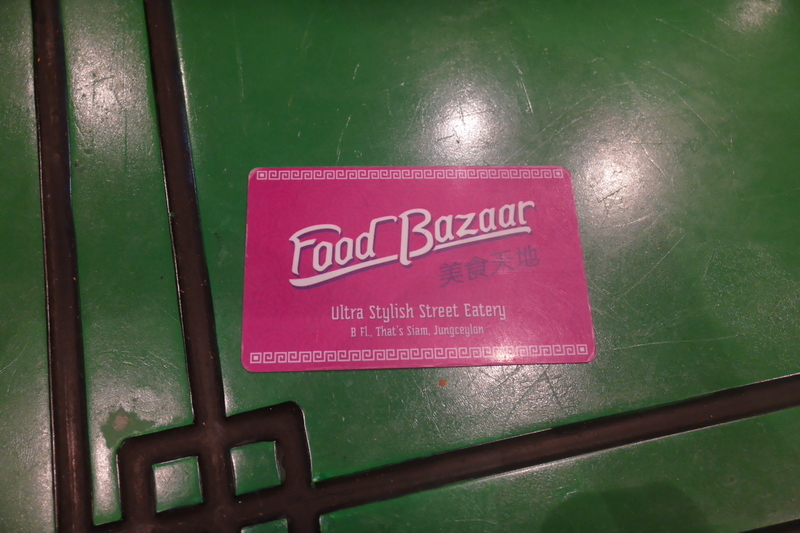 Food Bazaar
美食天地
Ultra Stylish Street Eatery
B Fl., That's Siam, Jungceylon